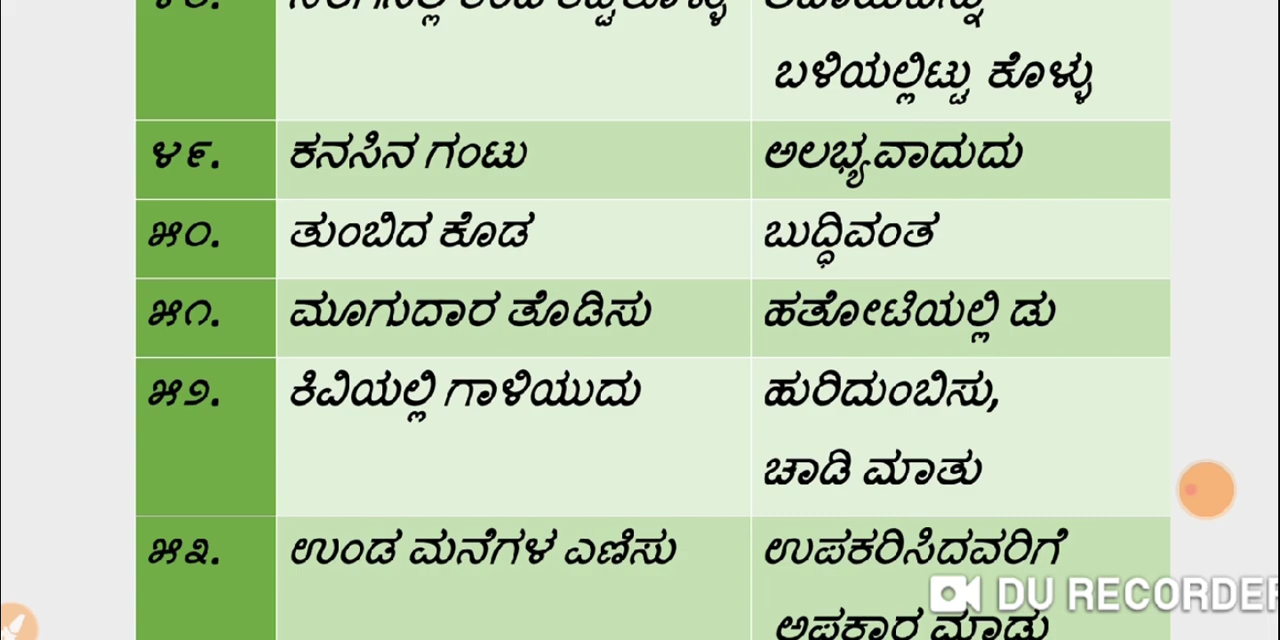 ಬಳಿಯಲ್ಲಿಟ್ಟು ಕೊಳ್ಳು
೪೯. ಕನಸಿನ ಗಂಟು ಅಲಭ್ಯವಾದುದು
೫೦. ತುಂಬಿದ ಕೊಡ ಬುದ್ಧಿವಂತ
೫೧. ಮೂಗುದಾರ ತೊಡಿಸು ಹತೋಟಿಯಲ್ಲಿ ಡು
೫೨. ಕಿವಿಯಲ್ಲಿ ಗಾಳಿಯುದು ಹುರಿದುಂಬಿಸು,
ಚಾಡಿ ಮಾತು
೫೩. ಉಂಡ ಮನೆಗಳ ಎಣಿಸು ಉಪಕರಿಸಿದವರಿಗೆ
ಅಪಕಾರ ಮಾಡು
DU RECORDER